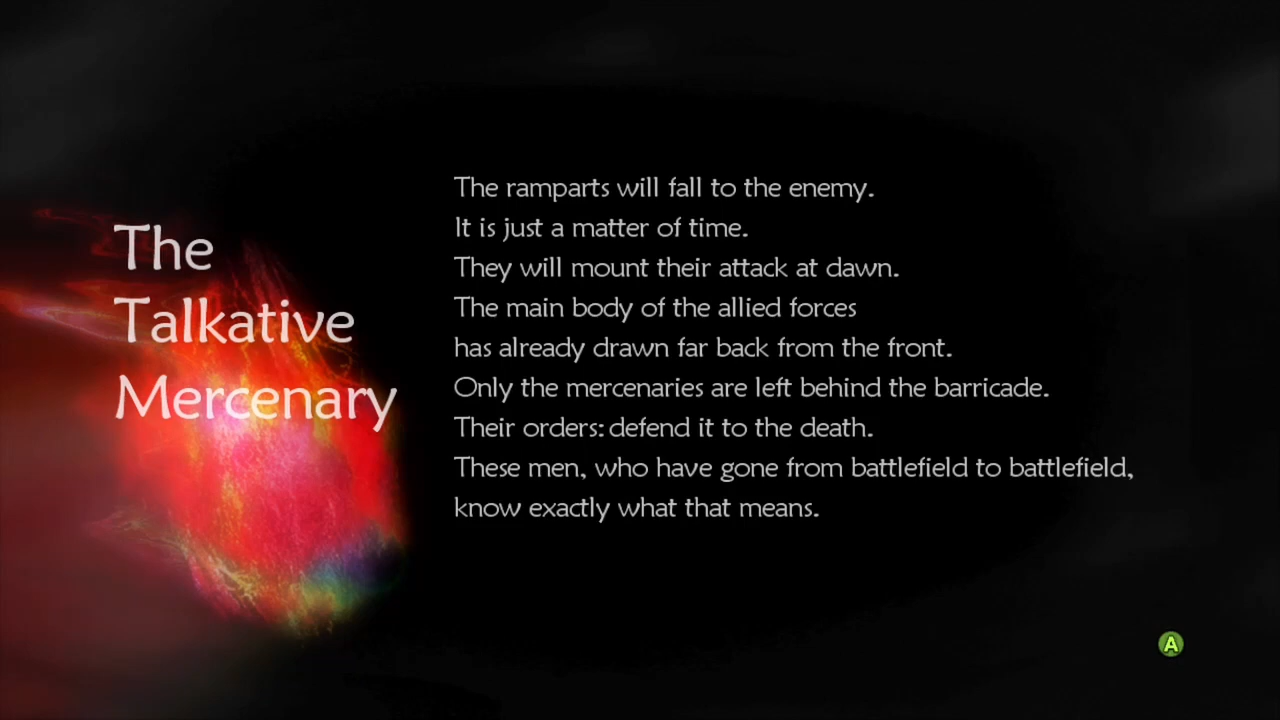 The
Talkative
Mercenary
The ramparts will fall to the enemy.
It is just a matter of time.
They will mount their attack at dawn.
The main body of the allied forces
has already drawn far back from the front.
Only the mercenaries are left behind the barricade.
Their orders: defend it to the death.
These men, who have gone from battlefield to battlefield,
know exactly what that means.
A